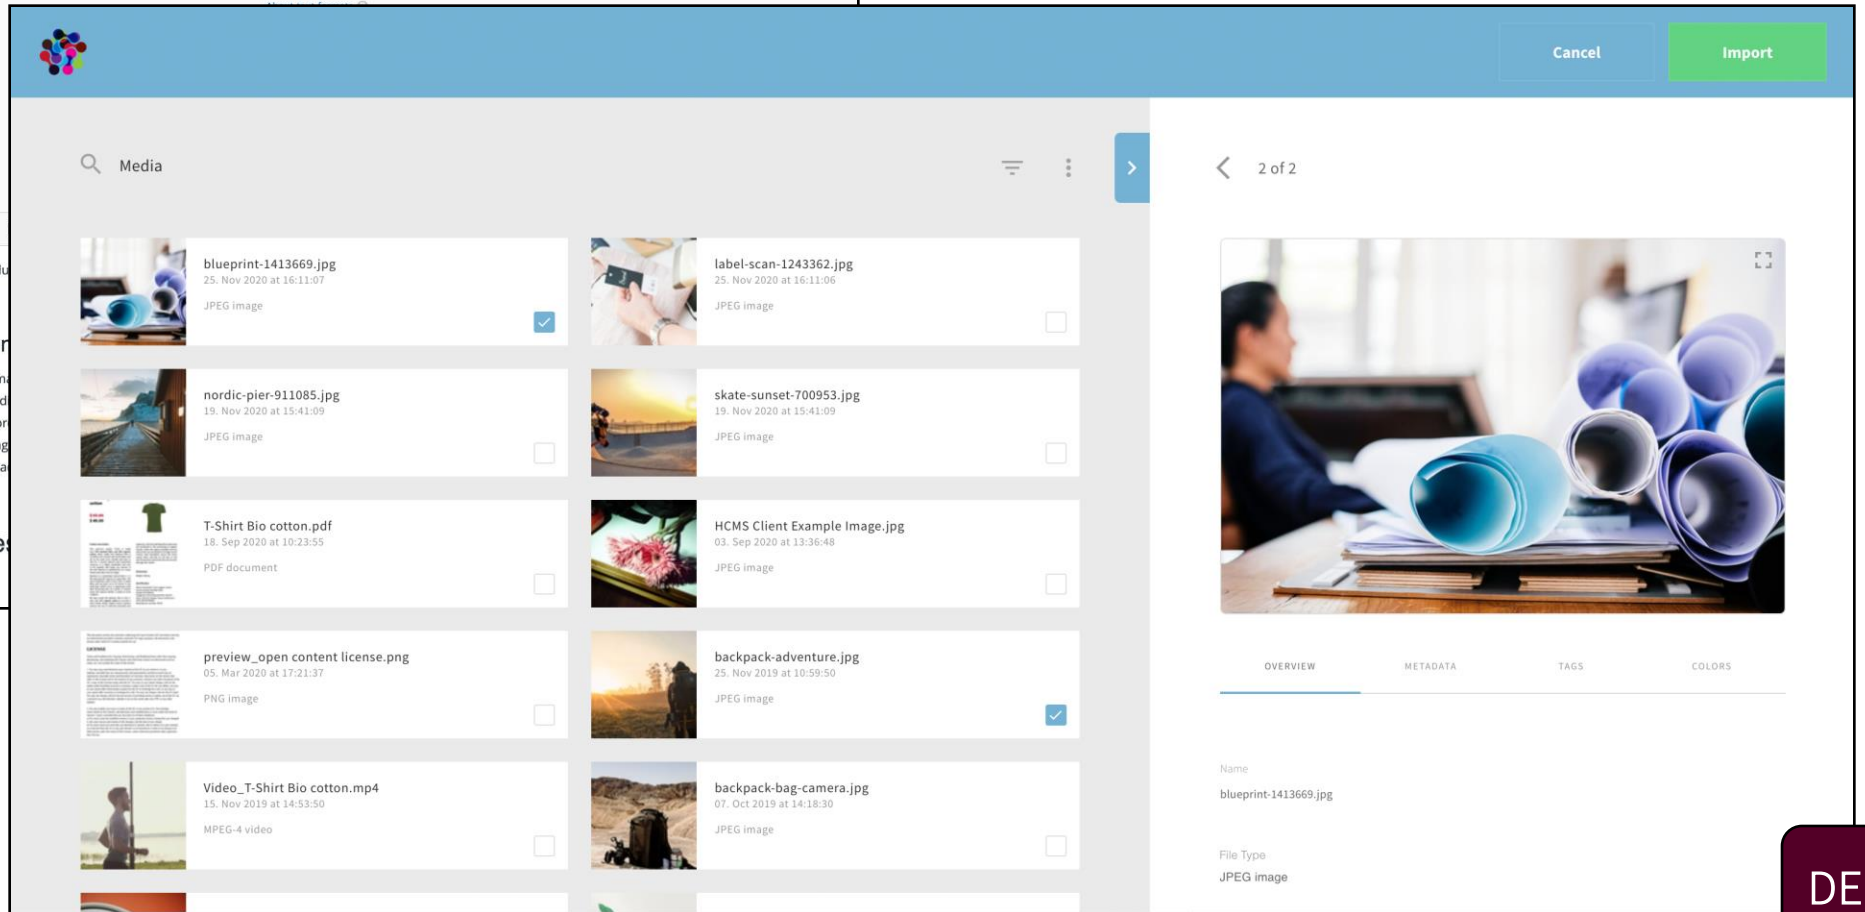 Cancel
Import
Media
2 of 2
blueprint-1413669.jpg
25. Nov 2020 at 16:11:07
JPEG image
label-scan-1243362.jpg
25. Nov 2020 at 16:11:06
JPEG image
nordic-pier-911085.jpg
19. Nov 2020 at 15:41:09
JPEG image
skate-sunset-700953.jpg
19. Nov 2020 at 15:41:09
JPEG image
T-Shirt Bio cotton.pdf
18. Sep 2020 at 10:23:55
PDF document
HCMS Client Example Image.jpg
03. Sep 2020 at 13:36:48
JPEG image
preview_open content license.png
05. Mar 2020 at 17:21:37
PNG image
backpack-adventure.jpg
25. Nov 2019 at 10:59:50
JPEG image
Video_T-Shirt Bio cotton.mp4
15. Nov 2019 at 14:53:50
MPEG-4 video
backpack-bag-camera.jpg
07. Oct 2019 at 14:18:30
JPEG image
OVERVIEW
METADATA
TAGS
COLORS
Name
blueprint-1413669.jpg
File Type
JPEG image
DE